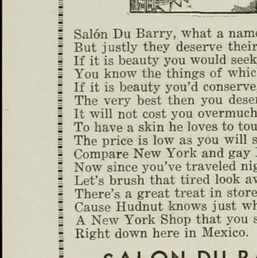 Salón Du Barry, what a name
But justly they deserve their
If it is beauty you would seek
You know the things of which
If it is beauty you'd conserve
The very best then you deser
It will not cost you overmuch
To have a skin he loves to tou
The price is low as you will s
Compare New York and gay
Now since you've traveled nig
Let's brush that tired look aw
There's a great treat in store
Cause Hudnut knows just wh
A New York Shop that you s
Right down here in Mexico.
SALON DU BA